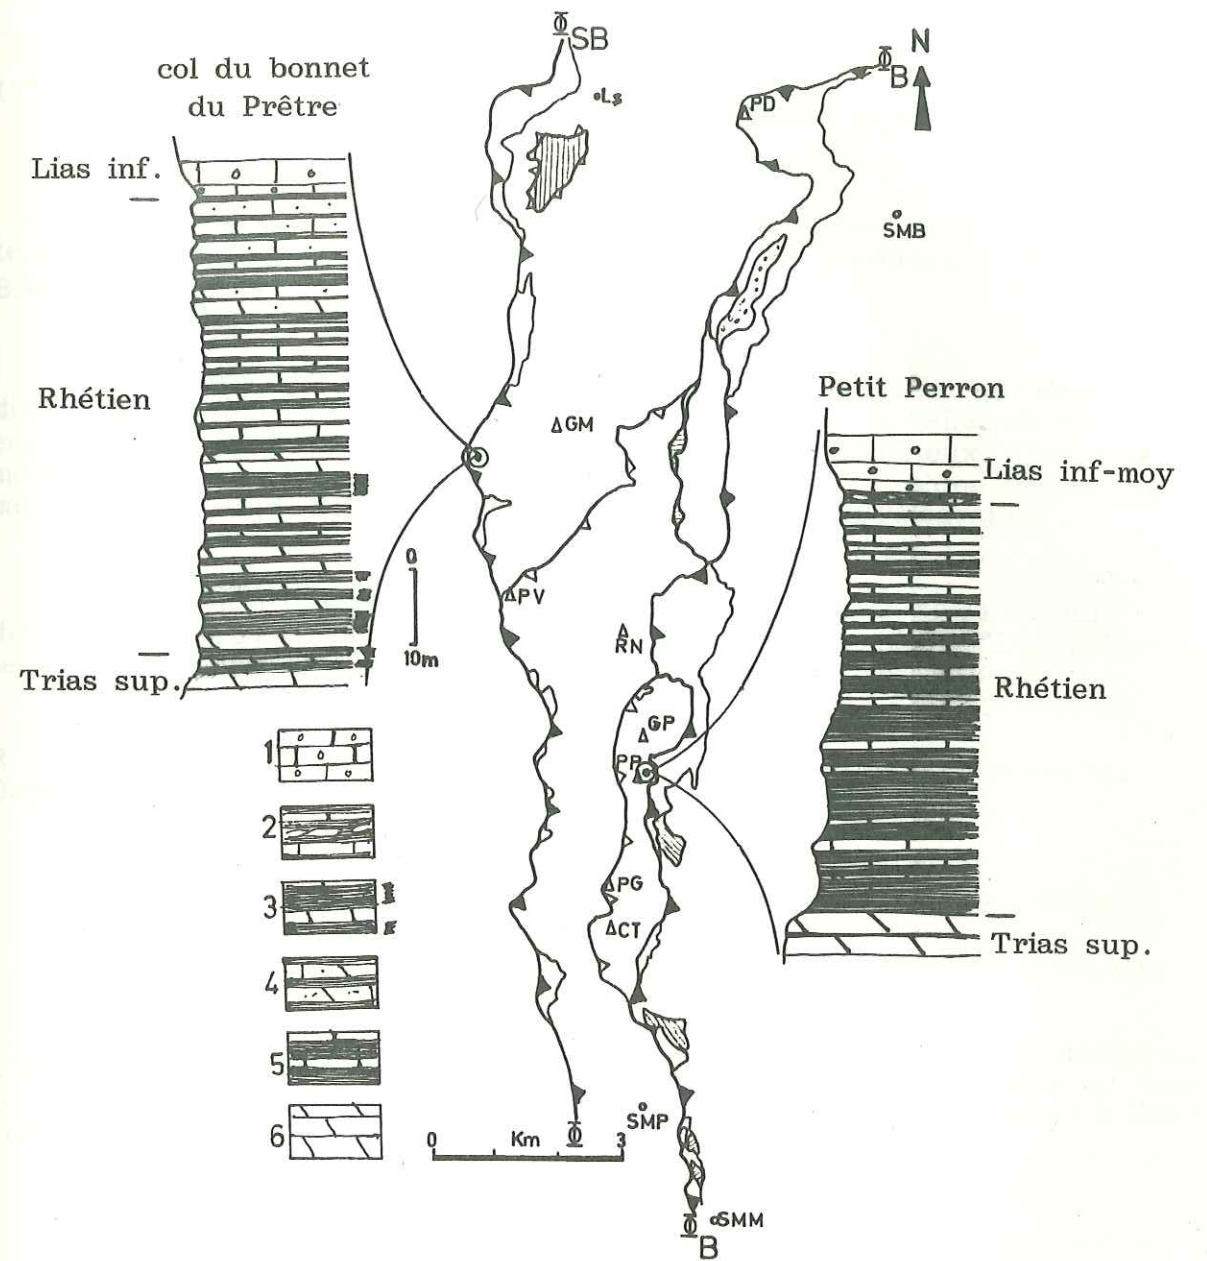 col du bonnet
du Prêtre
Lias inf.
Rhétien
Trias sup.
0
10m
Φ
SB
Ls
Φ
B
N
PD
SMB
GM
PV
RN
GP
PP
PG
CT
SMP
Φ
SMM
Φ
B
Petit Perron
Lias inf-moy
Rhétien
Trias sup.
1
2
3
4
5
6
0 Km 3